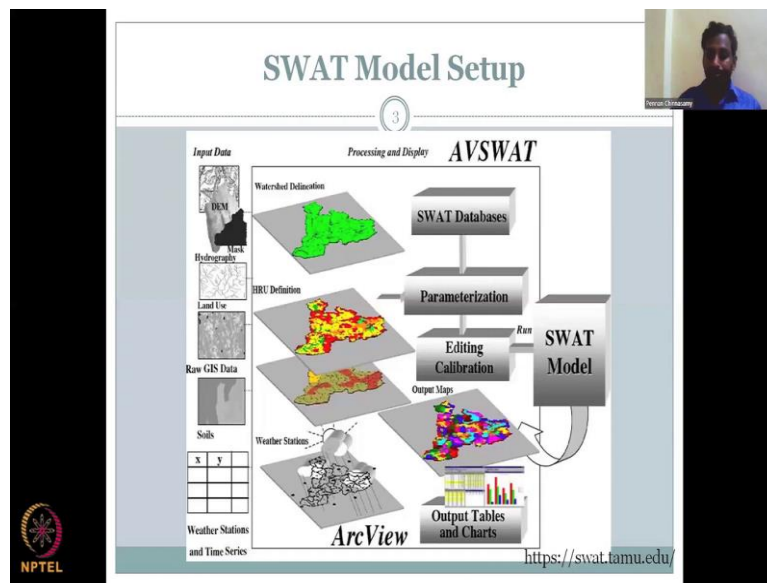 SWAT Model Setup
3
Pennan Chinnasamy
Input Data
Processing and Display
AVSWAT
DEM
Mask
Hydrography
Land Use
Raw GIS Data
Soils
x y
Weather Stations
and Time Series
Watershed Delineation
HRU Definition
Weather Stations
ArcView
SWAT Databases
Parameterization
Editing
Calibration
Run
SWAT
Model
Output Maps
Output Tables
and Charts
https://swat.tamu.edu/
NPTEL